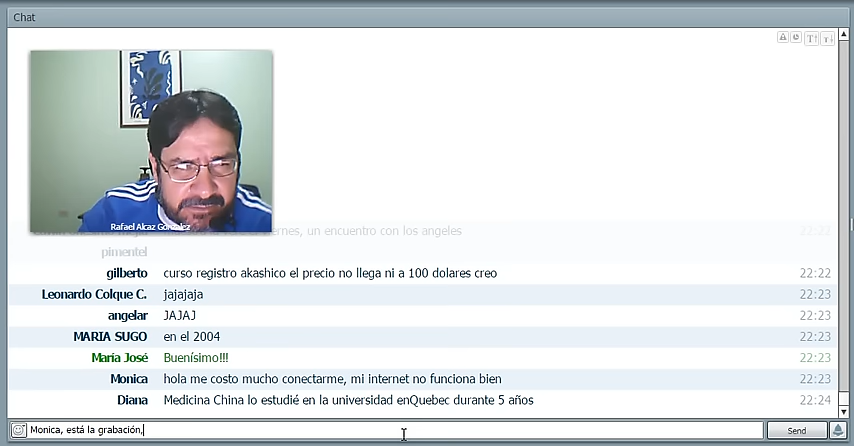 Chat
Rafael Alcaz González
viernes, un encuentro con los angeles 22:22
pimentel
gilberto curso registro akashico el precio no llega ni a 100 dolares creo 22:22
Leonardo Colque C. jajajaja 22:23
angelar JAJAJ 22:23
MARIA SUGO en el 2004 22:23
María José Buenísimo!!! 22:23
Monica hola me costo mucho conectarme, mi internet no funciona bien 22:23
Diana Medicina China lo estudié en la universidad enQuebec durante 5 años 22:24
Monica, está la grabación, Send